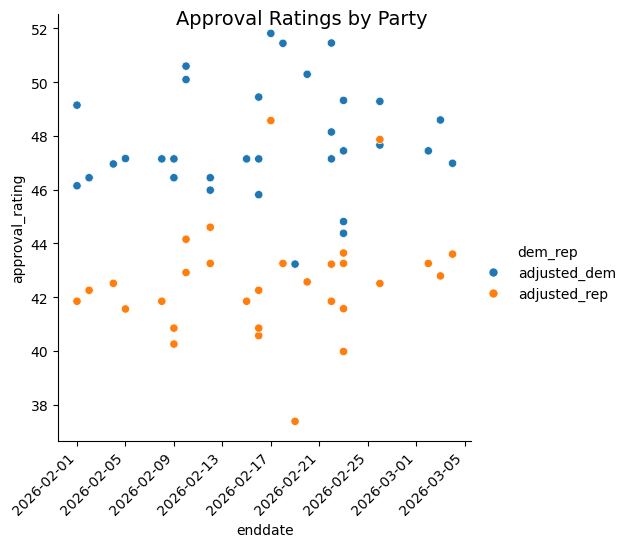 Approval Ratings by Party
52
50
48
46
44
42
40
38
approval_rating
dem_rep
adjusted_dem
adjusted_rep
2026-02-01
2026-02-05
2026-02-09
2026-02-13
2026-02-17
2026-02-21
2026-02-25
2026-03-01
2026-03-05
enddate